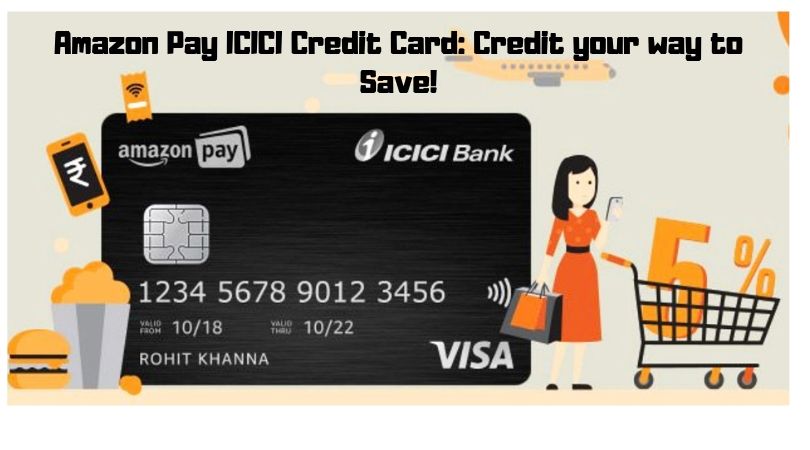 Amazon Pay ICICI Credit Card: Credit your way to
Save!
amazon pay
ICICI Bank
₹
5%
1234 5678 9012 3456
VALID FROM 10/18 VALID THRU 10/22
ROHIT KHANNA
VISA